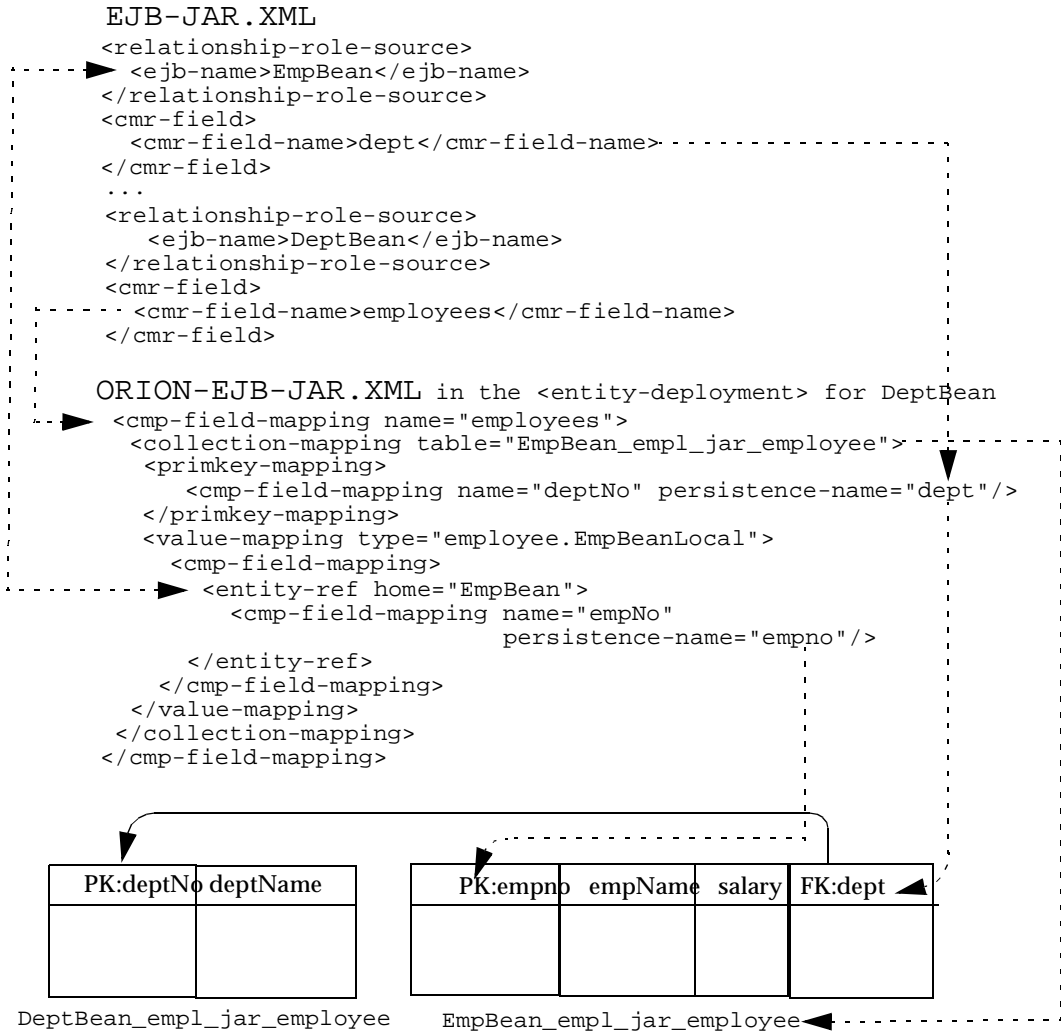 EJB-JAR.XML
<relationship-role-source>
<ejb-name>EmpBean</ejb-name>
</relationship-role-source>
<cmr-field>
<cmr-field-name>dept</cmr-field-name>
</cmr-field>
...
<relationship-role-source>
<ejb-name>DeptBean</ejb-name>
</relationship-role-source>
<cmr-field>
<cmr-field-name>employees</cmr-field-name>
</cmr-field>
ORION-EJB-JAR.XML in the <entity-deployment> for DeptBean
<cmp-field-mapping name="employees">
<collection-mapping table="EmpBean_empl_jar_employee">
<primkey-mapping>
<cmp-field-mapping name="deptNo" persistence-name="dept"/>
</primkey-mapping>
<value-mapping type="employee.EmpBeanLocal">
<cmp-field-mapping>
<entity-ref home="EmpBean">
<cmp-field-mapping name="empNo"
persistence-name="empno"/>
</entity-ref>
</cmp-field-mapping>
</value-mapping>
</collection-mapping>
</cmp-field-mapping>
PK:deptNo deptName
PK:empno empName salary FK:dept
DeptBean_empl_jar_employee
EmpBean_empl_jar_employee